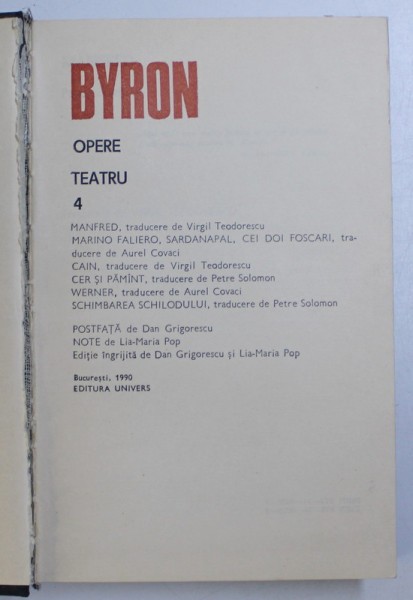 BYRON
OPERE
TEATRU
4
MANFRED, traducere de Virgil Teodorescu
MARINO FALIERO, SARDANAPAL, CEI DOI FOSCARI, tra-
ducere de Aurel Covaci
CAIN, traducere de Virgil Teodorescu
CER ȘI PĂMÎNT, traducere de Petre Solomon
WERNER, traducere de Aurel Covaci
SCHIMBAREA SCHILODULUI, traducere de Petre Solomon
POSTFAȚĂ de Dan Grigorescu
NOTE de Lia-Maria Pop
Ediție îngrijită de Dan Grigorescu și Lia-Maria Pop
București, 1990
EDITURA UNIVERS